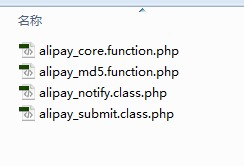 名称
alipay_core.function.php
alipay_md5.function.php
alipay_notify.class.php
alipay_submit.class.php